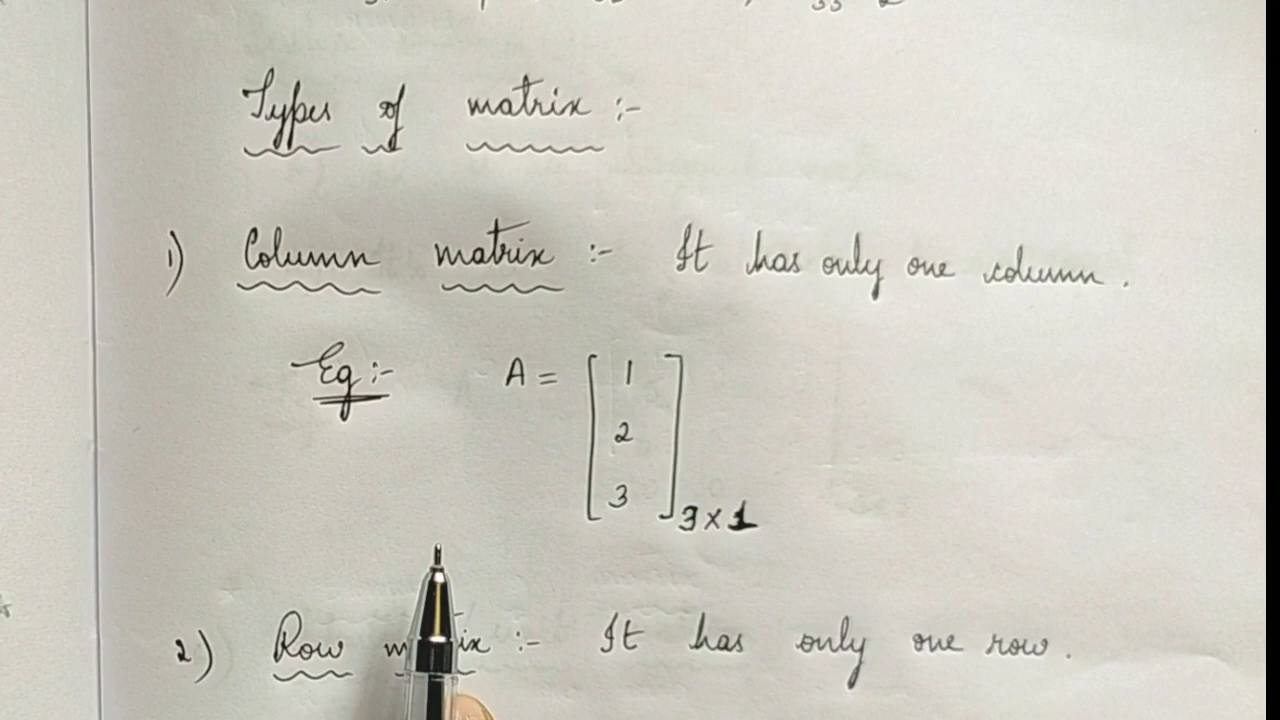 Types of matrix :-
1) Column matrix :- It has only one column.
Eg :- A = [ 1
2
3 ] 3 x 1
2) Row matrix :- It has only one row.